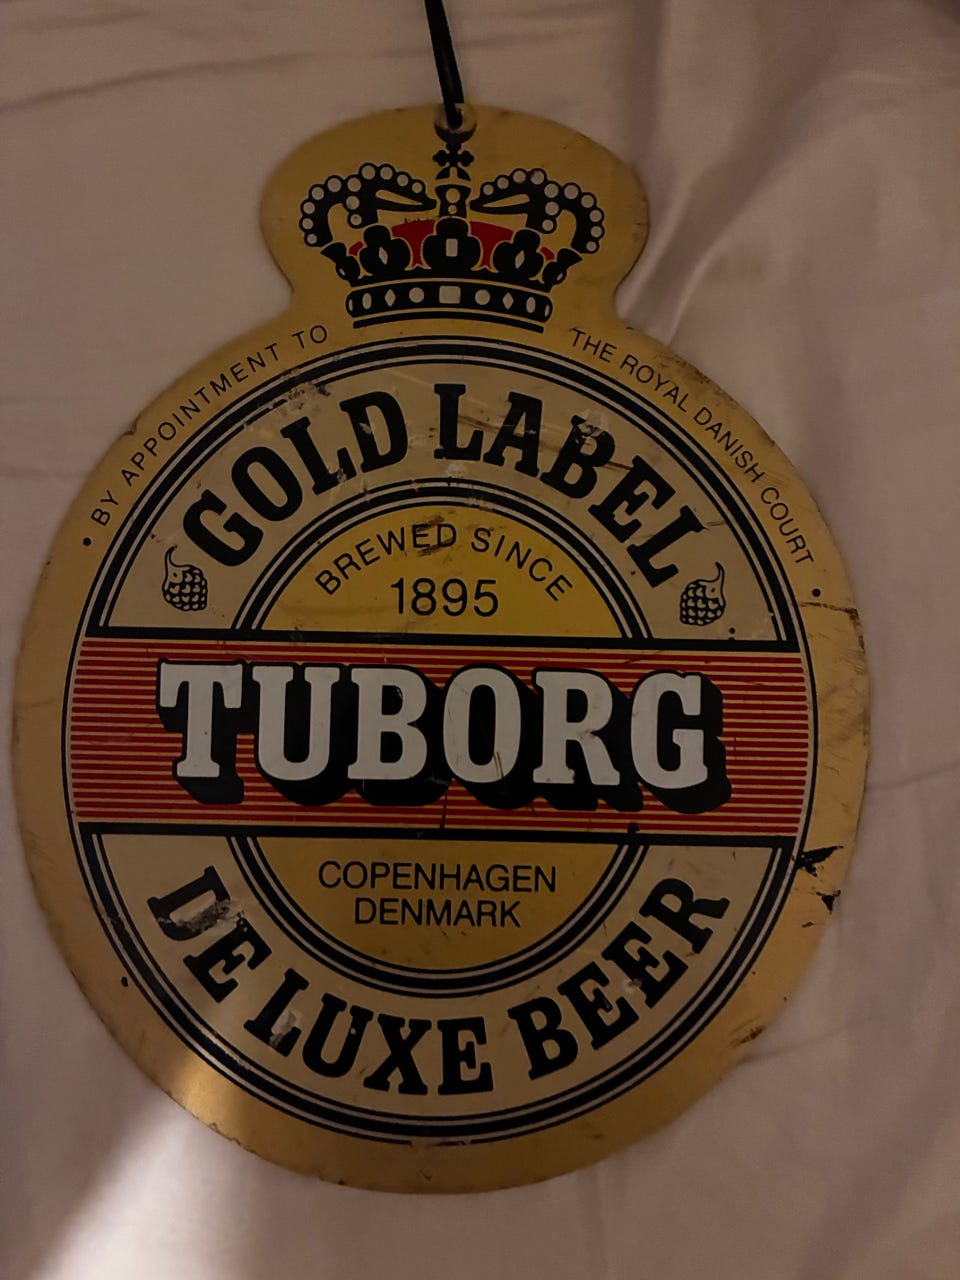 BY APPOINTMENT TO THE ROYAL DANISH COURT
GOLD LABEL
BREWED SINCE
1895
TUBORG
COPENHAGEN
DENMARK
DE LUXE BEER